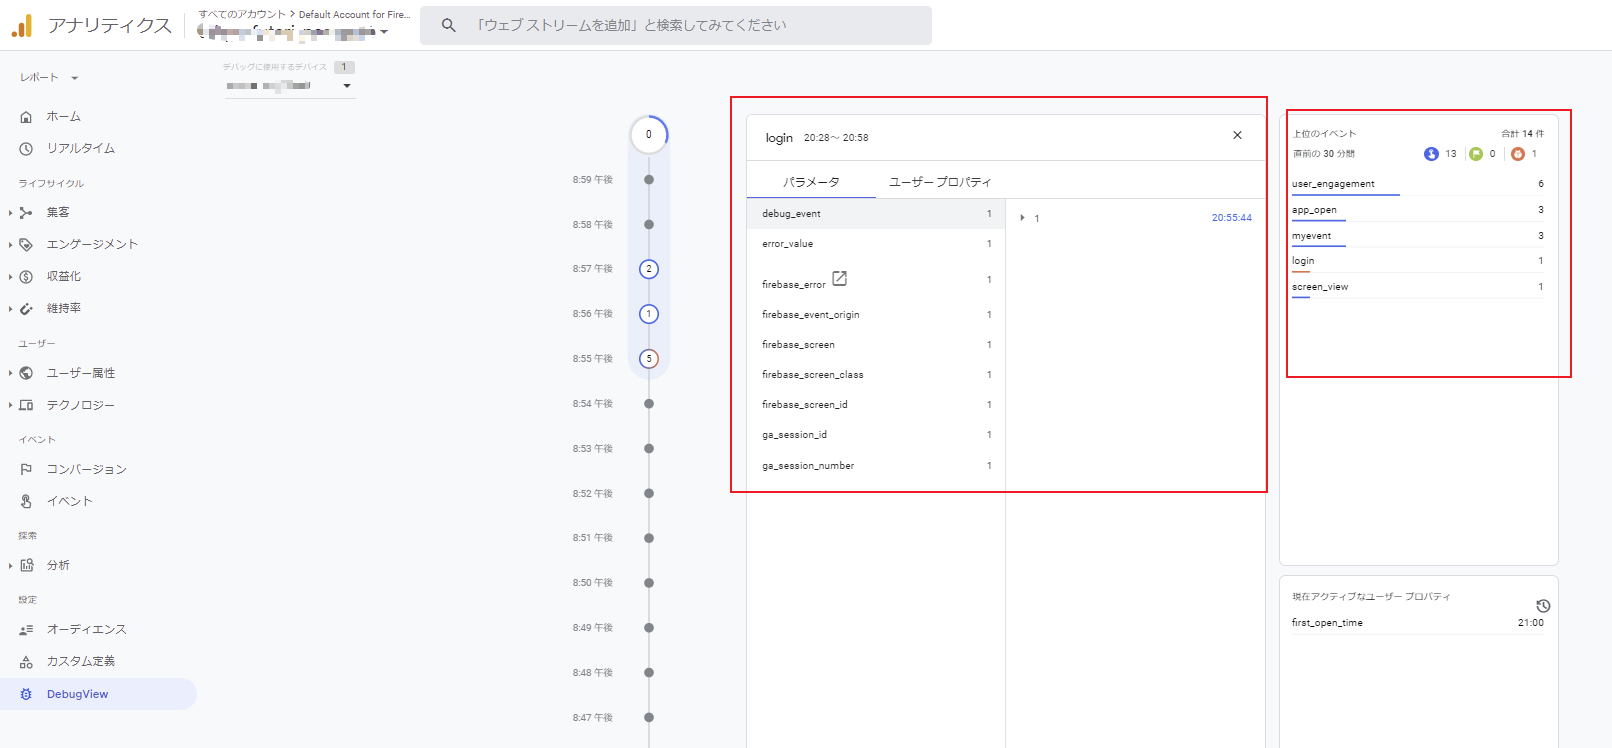 アナリティクス
すべてのアカウント > Default Account for Fire...
「ウェブ ストリームを追加」と検索してみてください
レポート
ホーム
リアルタイム
ライフサイクル
集客
エンゲージメント
収益化
維持率
ユーザー
ユーザー属性
テクノロジー
イベント
コンバージョン
イベント
探索
分析
設定
オーディエンス
カスタム定義
DebugView
デバッグに使用するデバイス 1
0
8:59 午後
8:58 午後
8:57 午後 2
8:56 午後 1
8:55 午後 5
8:54 午後
8:53 午後
8:52 午後
8:51 午後
8:50 午後
8:49 午後
8:48 午後
8:47 午後
login 20:28～ 20:58
パラメータ ユーザー プロパティ
debug_event 1
error_value 1
firebase_error 1
firebase_event_origin 1
firebase_screen 1
firebase_screen_class 1
firebase_screen_id 1
ga_session_id 1
ga_session_number 1
1 20:55:44
上位のイベント 合計 14 件
直前の 30 分間 13 0 1
user_engagement 6
app_open 3
myevent 3
login 1
screen_view 1
現在アクティブなユーザー プロパティ
first_open_time 21:00